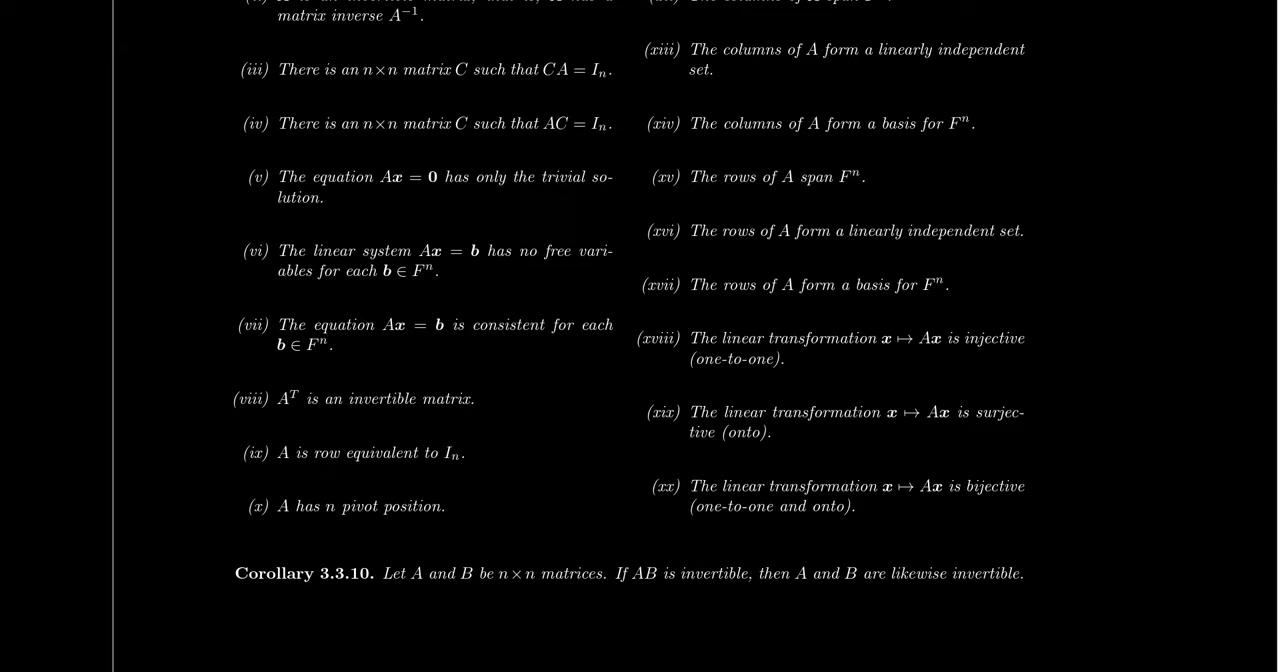 matrix inverse A⁻¹.
(iii) There is an n×n matrix C such that CA = Iₙ.
(iv) There is an n×n matrix C such that AC = Iₙ.
(v) The equation Ax = 0 has only the trivial so-
lution.
(vi) The linear system Ax = b has no free vari-
ables for each b ∈ Fⁿ.
(vii) The equation Ax = b is consistent for each
b ∈ Fⁿ.
(viii) Aᵀ is an invertible matrix.
(ix) A is row equivalent to Iₙ.
(x) A has n pivot position.
(xiii) The columns of A form a linearly independent
set.
(xiv) The columns of A form a basis for Fⁿ.
(xv) The rows of A span Fⁿ.
(xvi) The rows of A form a linearly independent set.
(xvii) The rows of A form a basis for Fⁿ.
(xviii) The linear transformation x ↦ Ax is injective
(one-to-one).
(xix) The linear transformation x ↦ Ax is surjec-
tive (onto).
(xx) The linear transformation x ↦ Ax is bijective
(one-to-one and onto).
Corollary 3.3.10. Let A and B be n×n matrices. If AB is invertible, then A and B are likewise invertible.